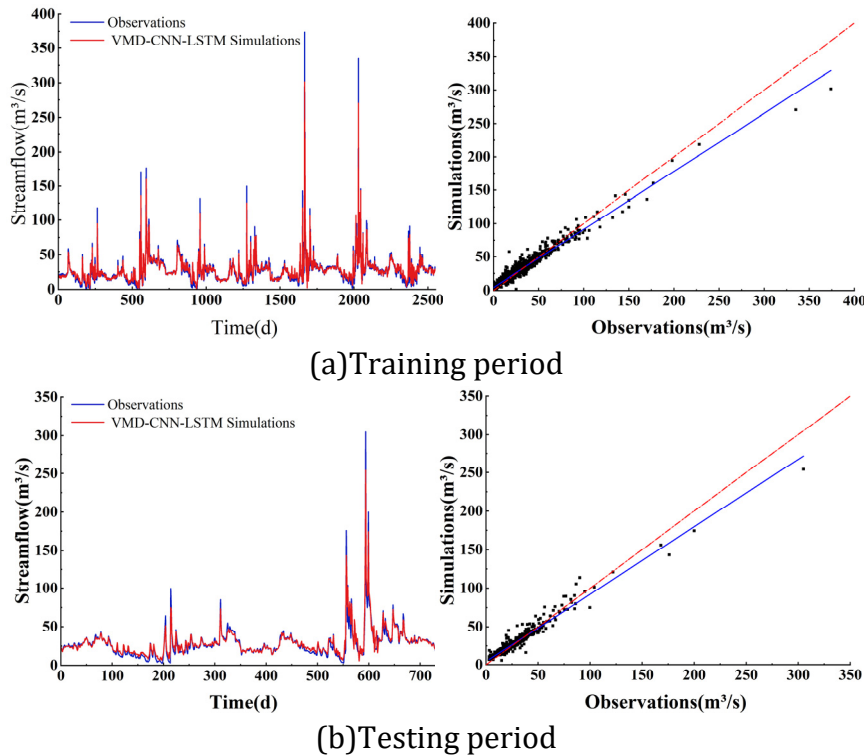 Observations
VMD-CNN-LSTM Simulations
Streamflow(m³/s)
400
350
300
250
200
150
100
50
0
0 500 1000 1500 2000 2500
Time(d)
Simulations(m³/s)
400
350
300
250
200
150
100
50
0
0 50 100 150 200 250 300 350 400
Observations(m³/s)
(a)Training period
Observations
VMD-CNN-LSTM Simulations
Streamflow(m³/s)
350
300
250
200
150
100
50
0
0 100 200 300 400 500 600 700
Time(d)
Simulations(m³/s)
350
300
250
200
150
100
50
0
0 50 100 150 200 250 300 350
Observations(m³/s)
(b)Testing period